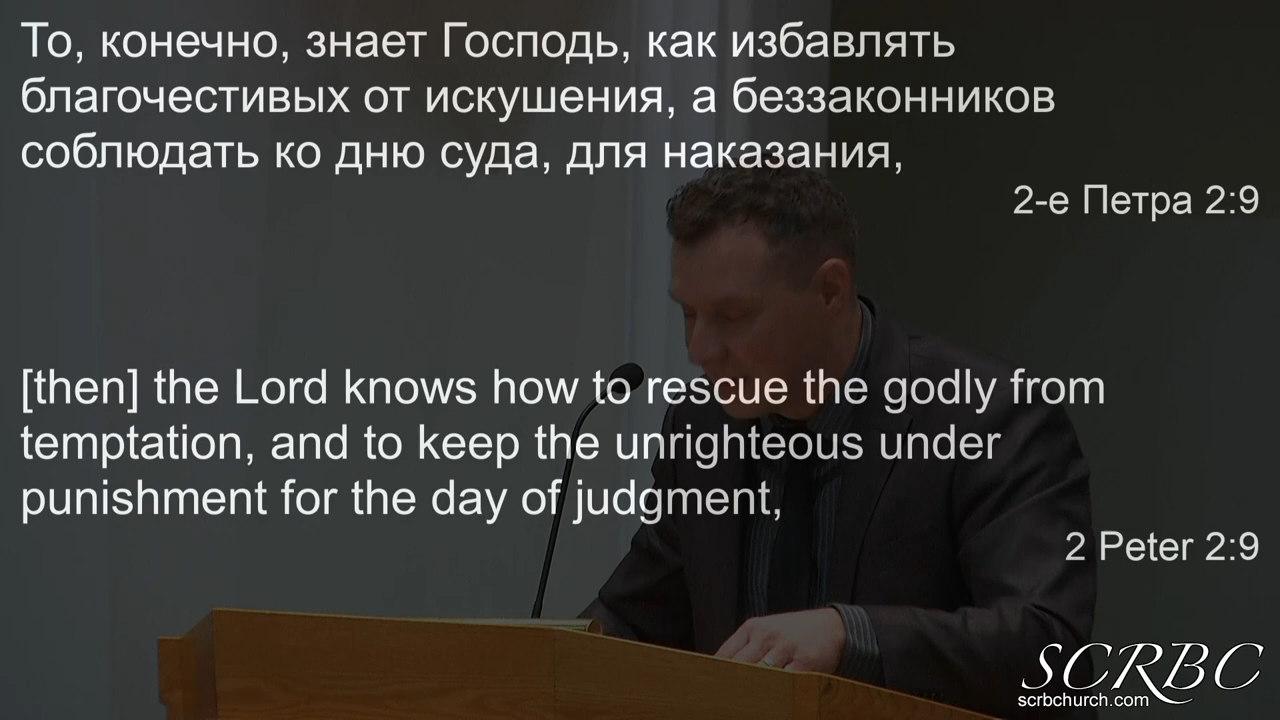 То, конечно, знает Господь, как избавлять
благочестивых от искушения, а беззаконников
соблюдать ко дню суда, для наказания,
2-е Петра 2:9
[then] the Lord knows how to rescue the godly from
temptation, and to keep the unrighteous under
punishment for the day of judgment,
2 Peter 2:9
SCRBC
scrbchurch.com